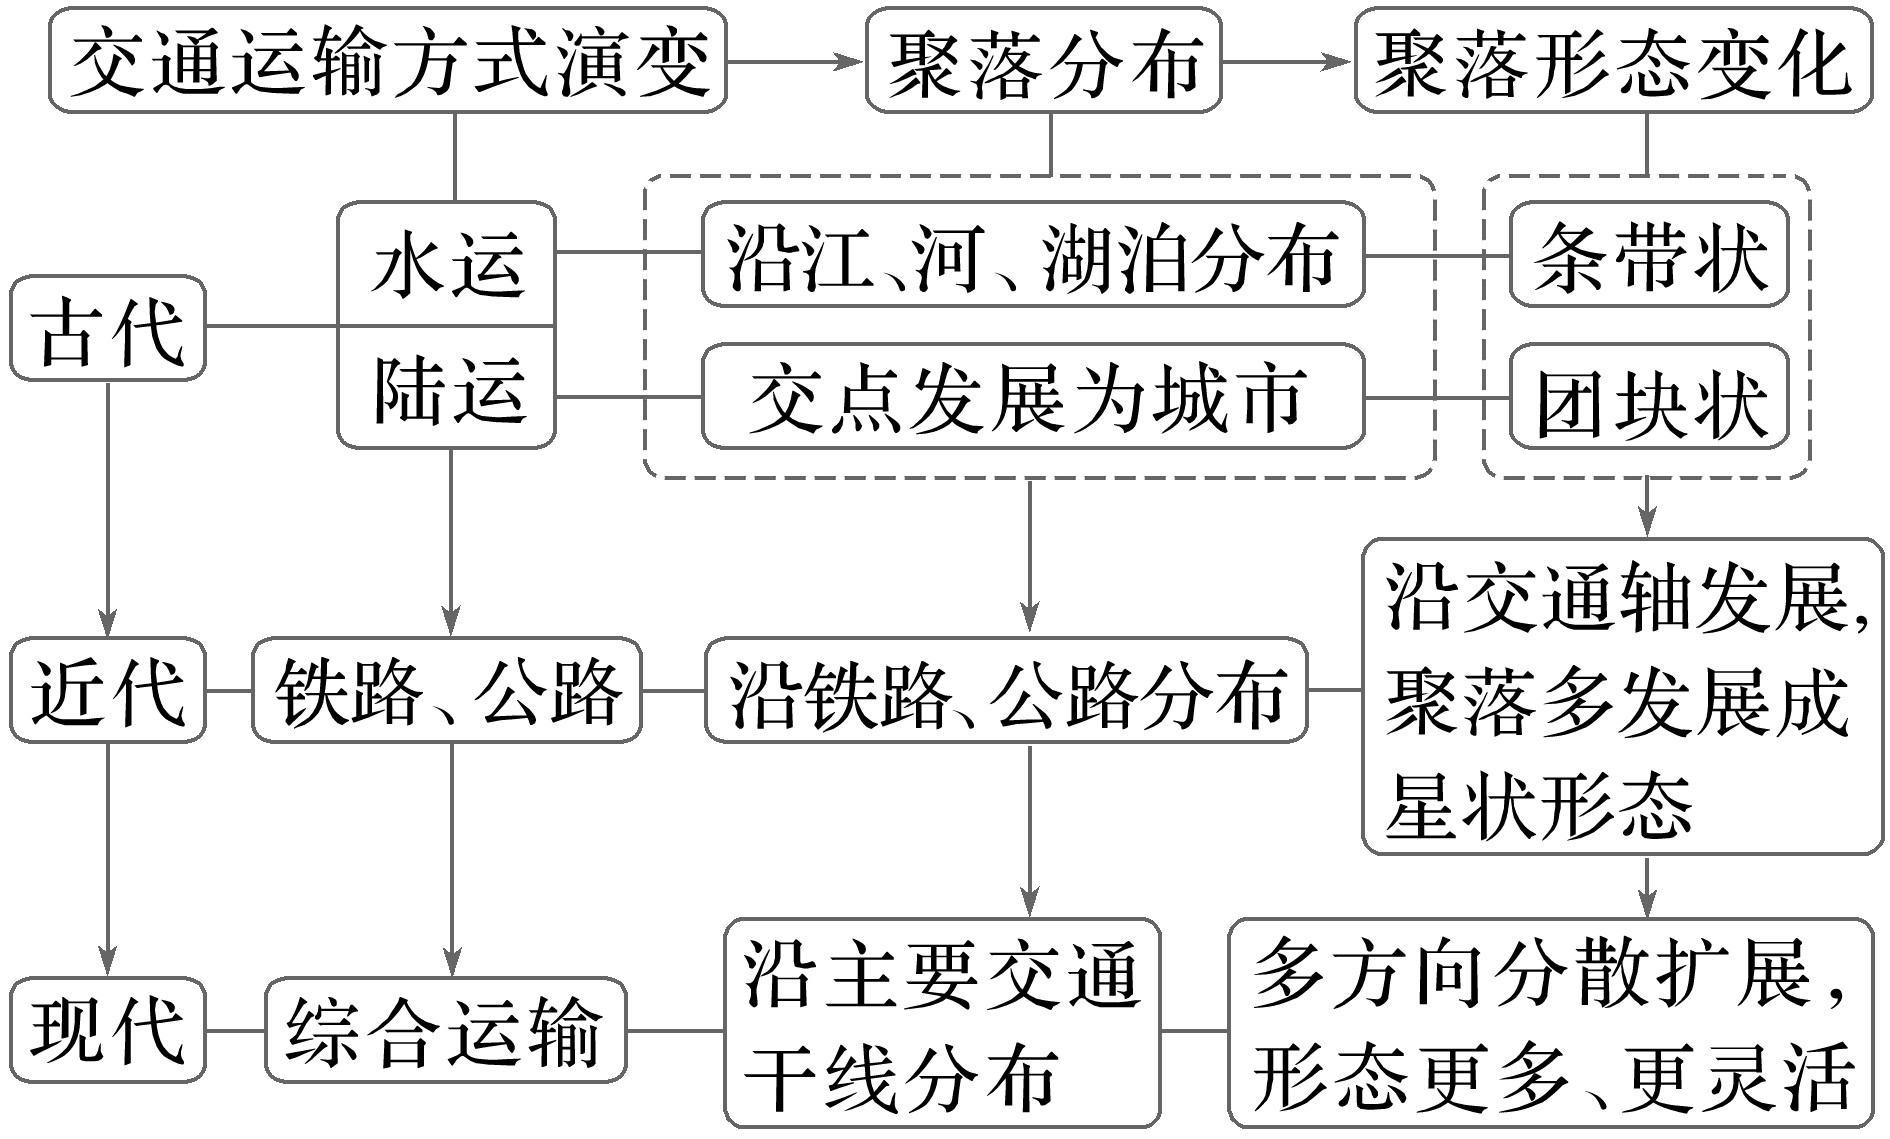 交通运输方式演变
聚落分布
聚落形态变化
水运
沿江、河、湖泊分布
条带状
古代
陆运
交点发展为城市
团块状
近代
铁路、公路
沿铁路、公路分布
沿交通轴发展,
聚落多发展成
星状形态
现代
综合运输
沿主要交通
干线分布
多方向分散扩展,
形态更多、更灵活